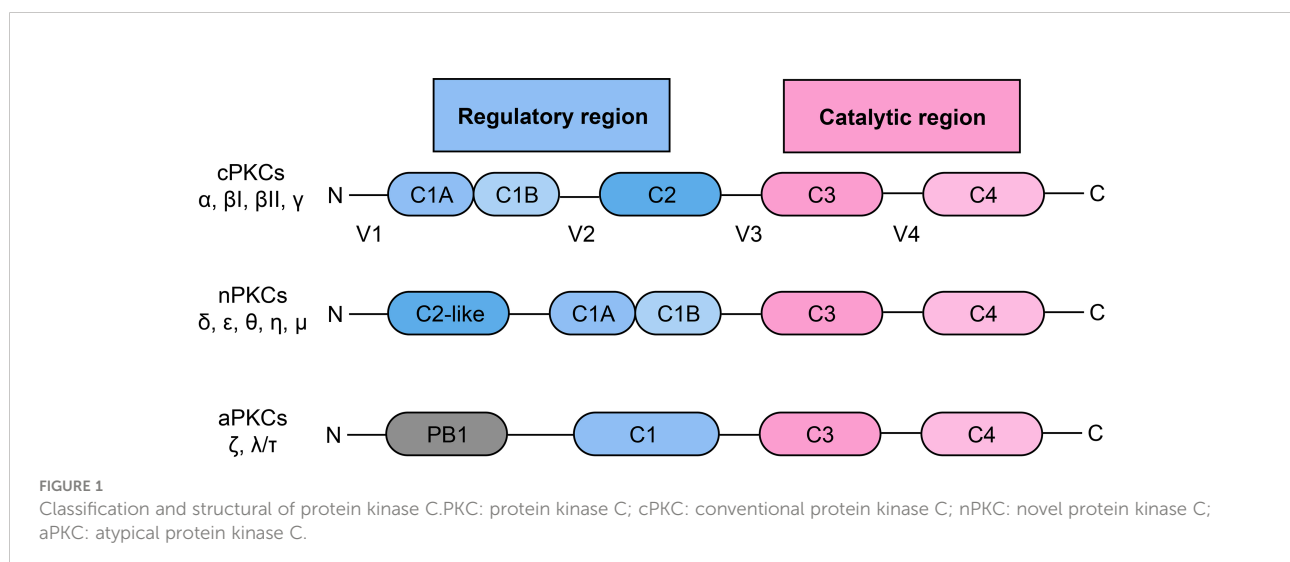 Regulatory region
Catalytic region
cPKCs
α, βI, βII, γ
N
C1A
C1B
C2
C3
C4
C
V1
V2
V3
V4
nPKCs
δ, ε, θ, η, μ
N
C2-like
C1A
C1B
C3
C4
C
aPKCs
ζ, λ/τ
N
PB1
C1
C3
C4
C
FIGURE 1
Classification and structural of protein kinase C.PKC: protein kinase C; cPKC: conventional protein kinase C; nPKC: novel protein kinase C;
aPKC: atypical protein kinase C.